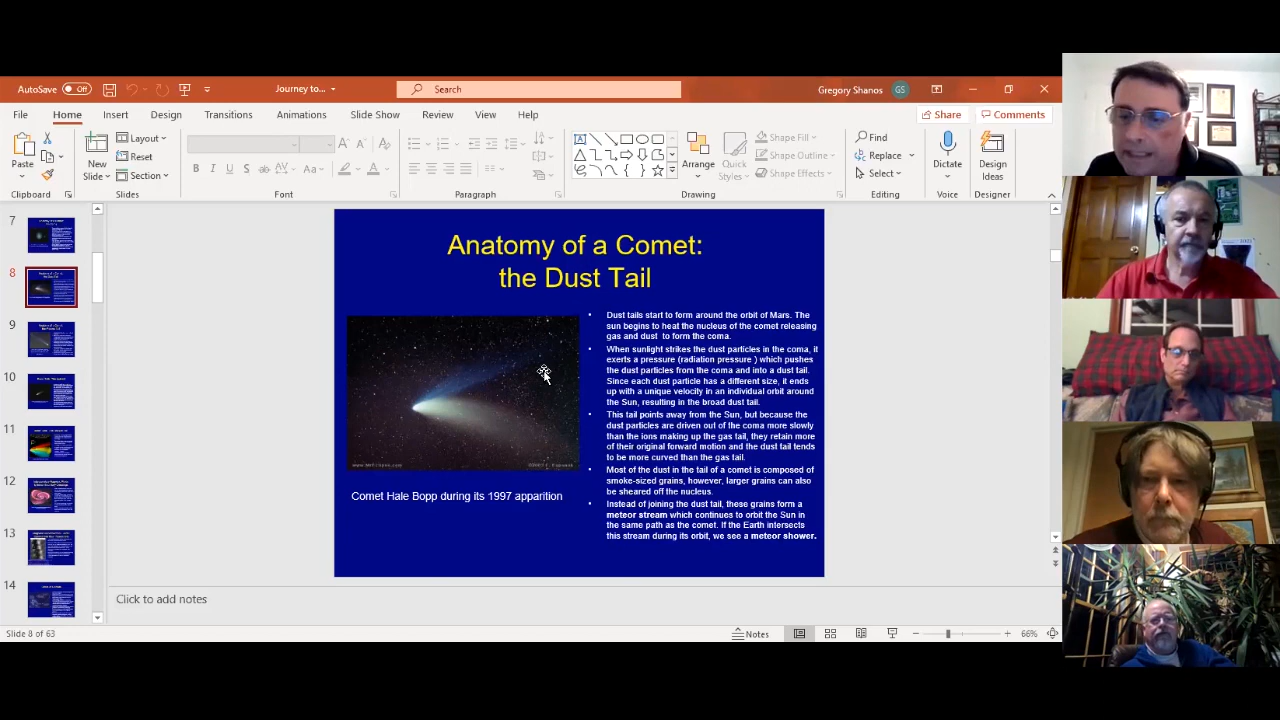 AutoSave Off
Journey to...
Search
Gregory Shanos GS
File Home Insert Design Transitions Animations Slide Show Review View Help
Share Comments
Paste
New
Slide
Layout
Reset
Section
B I U S ab AV Aa A
Arrange
Quick
Styles
Shape Fill
Shape Outline
Shape Effects
Find
Replace
Select
Dictate
Design
Ideas
Clipboard Slides Font Paragraph Drawing Editing Voice Designer
7
8
9
10
11
12
13
14
Anatomy of a Comet:
the Dust Tail
• Dust tails start to form around the orbit of Mars. The
sun begins to heat the nucleus of the comet releasing
gas and dust to form the coma.
• When sunlight strikes the dust particles in the coma, it
exerts a pressure (radiation pressure ) which pushes
the dust particles from the coma and into a dust tail.
Since each dust particle has a different size, it ends
up with a unique velocity in an individual orbit around
the Sun, resulting in the broad dust tail.
• This tail points away from the Sun, but because the
dust particles are driven out of the coma more slowly
than the ions making up the gas tail, they retain more
of their original forward motion and the dust tail tends
to be more curved than the gas tail.
• Most of the dust in the tail of a comet is composed of
smoke-sized grains, however, larger grains can also
be sheared off the nucleus.
• Instead of joining the dust tail, these grains form a
meteor stream which continues to orbit the Sun in
the same path as the comet. If the Earth intersects
this stream during its orbit, we see a meteor shower.
Comet Hale Bopp during its 1997 apparition
Click to add notes
Slide 8 of 63
Notes
66%